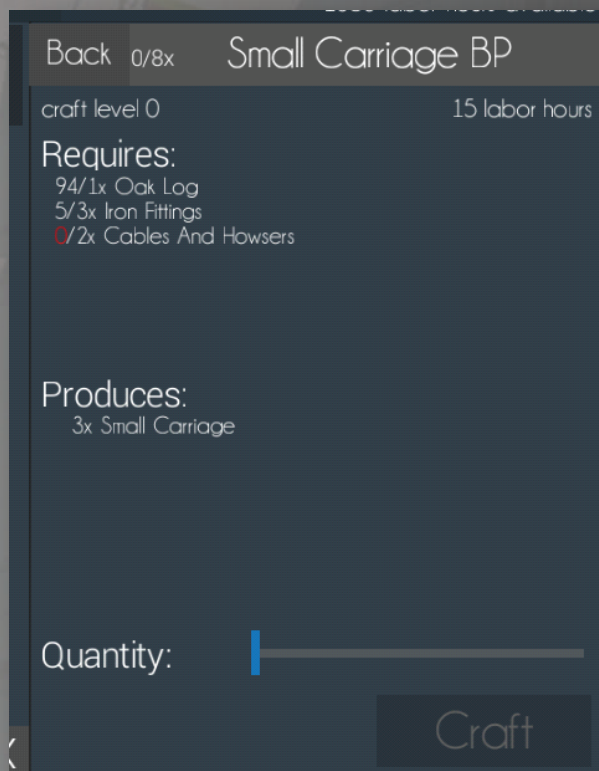 Back 0/8x Small Carriage BP
craft level 0 15 labor hours
Requires:
94/1x Oak Log
5/3x Iron Fittings
0/2x Cables And Howsers
Produces:
3x Small Carriage
Quantity:
Craft